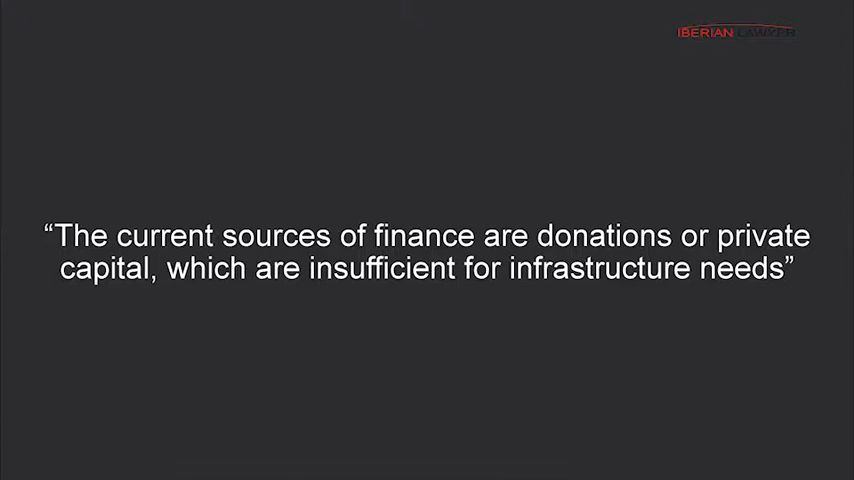 IBERIAN LAWYER
“The current sources of finance are donations or private
capital, which are insufficient for infrastructure needs”